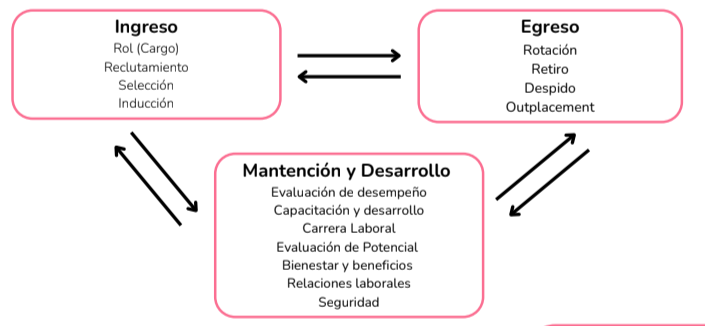 Ingreso
Rol (Cargo)
Reclutamiento
Selección
Inducción
Egreso
Rotación
Retiro
Despido
Outplacement
Mantención y Desarrollo
Evaluación de desempeño
Capacitación y desarrollo
Carrera Laboral
Evaluación de Potencial
Bienestar y beneficios
Relaciones laborales
Seguridad